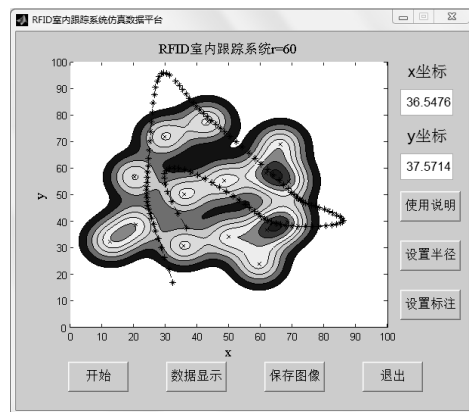 RFID室内跟踪系统仿真数据平台
RFID室内跟踪系统r=60
x坐标
36.5476
y坐标
37.5714
使用说明
设置半径
设置标注
100
90
80
70
60
50
40
30
20
10
0
y
0 10 20 30 40 50 60 70 80 90 100
x
开始 数据显示 保存图像 退出